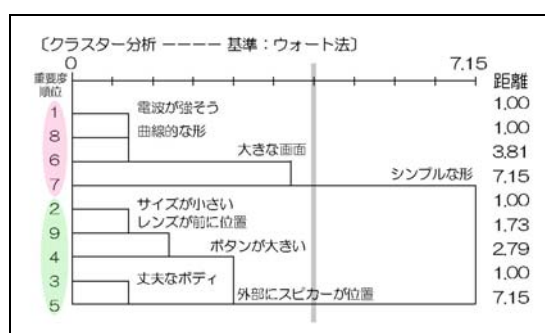 〔クラスター分析 ---- 基準：ウォート法〕
0 7.15
重要度 順位 距離
1 電波が強そう 1.00
8 曲線的な形 1.00
6 大きな画面 3.81
7 シンプルな形 7.15
2 サイズが小さい 1.00
9 レンズが前に位置 1.73
4 ボタンが大きい 2.79
3 丈夫なボディ 1.00
5 外部にスピカーが位置 7.15